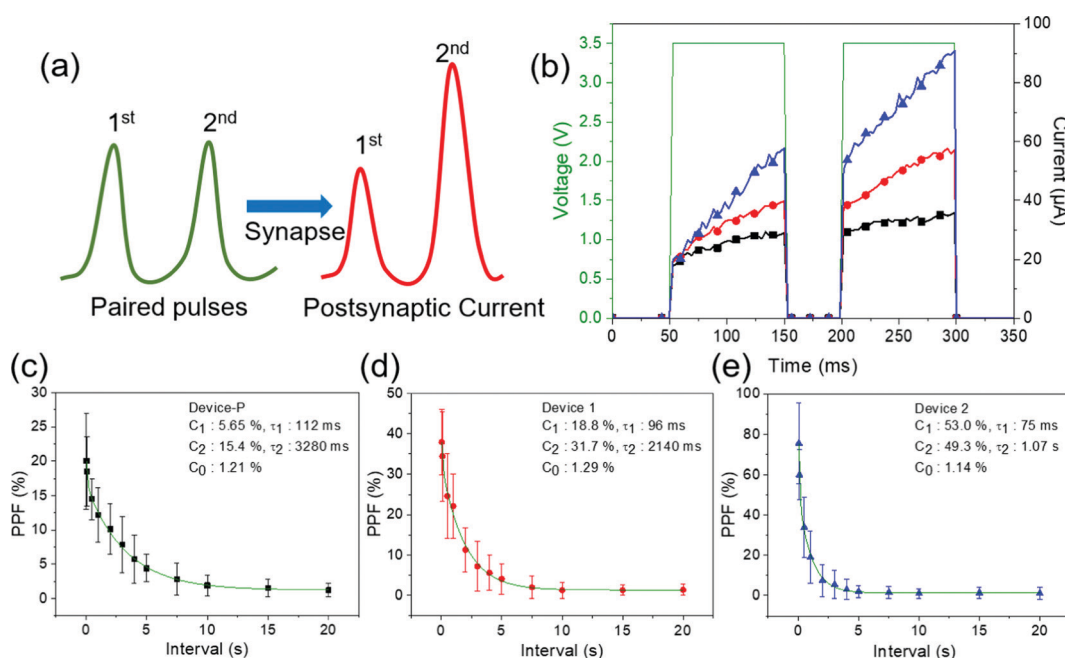 (a)
1st
2nd
1st
2nd
Synapse
Paired pulses
Postsynaptic Current
(b)
Voltage (V)
3.5
3.0
2.5
2.0
1.5
1.0
0.5
0.0
0 50 100 150 200 250 300 350
Time (ms)
100
80
60
40
20
0
Current (µA)
(c)
PPF (%)
30
25
20
15
10
5
0
Device-P
C1 : 5.65 %, τ1 : 112 ms
C2 : 15.4 %, τ2 : 3280 ms
C0 : 1.21 %
0 5 10 15 20
Interval (s)
(d)
PPF (%)
50
40
30
20
10
0
Device 1
C1 : 18.8 %, τ1 : 96 ms
C2 : 31.7 %, τ2 : 2140 ms
C0 : 1.29 %
0 5 10 15 20
Interval (s)
(e)
PPF (%)
100
80
60
40
20
0
Device 2
C1 : 53.0 %, τ1 : 75 ms
C2 : 49.3 %, τ2 : 1.07 s
C0 : 1.14 %
0 5 10 15 20
Interval (s)